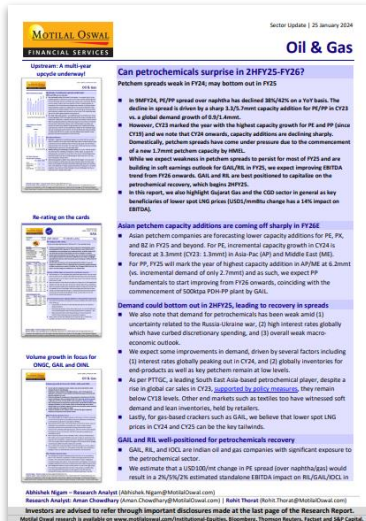 Sector Update | 25 January 2024
MOTILAL OSWAL
FINANCIAL SERVICES
Oil & Gas
Upstream: A multi-year
upcycle underway!
Re-rating on the cards
Volume growth in focus for
ONGC, GAIL and OINL
Can petrochemicals surprise in 2HFY25-FY26?
Petchem spreads weak in FY24; may bottom out in FY25
■ In 9MFY24, PE/PP spread over naphtha has declined 38%/42% on a YoY basis. The
decline in spread is driven by a sharp 3.3/5.7mmt capacity addition for PE/PP in CY23
vs. a global demand growth of 0.9/1.4mmt.
■ However, CY23 marked the year with the highest capacity growth for PE and PP (since
CY19) and we note that CY24 onwards, capacity additions are declining sharply.
Domestically, petchem spreads have come under pressure due to the commencement
of a new 1.7mmt petchem capacity by HMEL.
■ While we expect weakness in petchem spreads to persist for most of FY25 and are
building in soft earnings outlook for GAIL/RIL in FY25, we expect improving EBITDA
trend from FY26 onwards. GAIL and RIL are best positioned to capitalize on the
petrochemical recovery, which begins 2HFY25.
■ In this report, we also highlight Gujarat Gas and the CGD sector in general as key
beneficiaries of lower spot LNG prices (USD1/mmBtu change has a 14% impact on
EBITDA).
Asian petchem capacity additions are coming off sharply in FY26E
■ Asian petchem companies are forecasting lower capacity additions for PE, PX,
and BZ in FY25 and beyond. For PE, incremental capacity growth in CY24 is
forecast at 3.3mmt (CY23: 1.3mmt) in Asia-Pac (AP) and Middle East (ME).
■ For PP, FY25 will mark the year of highest capacity addition in AP/ME at 6.2mmt
(vs. incremental demand of only 2.7mmt) and as such, we expect PP
fundamentals to start improving from FY26 onwards, coinciding with the
commencement of 500ktpa PDH-PP plant by GAIL.
Demand could bottom out in 2HFY25, leading to recovery in spreads
■ We also note that demand for petrochemicals has been weak amid (1)
uncertainty related to the Russia-Ukraine war, (2) high interest rates globally
which have curbed discretionary spending, and (3) overall weak macro-
economic outlook.
■ We expect some improvements in demand, driven by several factors including
(1) interest rates globally peaking out in CY24, and (2) globally inventories for
end-products as well as key petchem remain at low levels.
■ As per PTTGC, a leading South East Asia-based petrochemical player, despite a
rise in global car sales in CY23, supported by policy measures, they remain
below CY18 levels. Other end markets such as textiles too have witnessed soft
demand and lean inventories, held by retailers.
■ Lastly, for gas-based crackers such as GAIL, we believe that lower spot LNG
prices in CY24 and CY25 can be the key tailwinds.
GAIL and RIL well-positioned for petrochemicals recovery
■ GAIL, RIL, and IOCL are Indian oil and gas companies with significant exposure to
the petrochemical sector.
■ We estimate that a USD100/mt change in PE spread (over naphtha/gas) would
result in a 2%/5%/2% estimated standalone EBITDA impact on RIL/GAIL/IOCL in
Abhishek Nigam – Research Analyst (Abhishek.Nigam@MotilalOswal.com)
Research Analyst: Aman Chowdhary (Aman.Chowdhary@MotilalOswal.com) | Rohit Thorat (Rohit.Thorat@MotilalOswal.com)
Investors are advised to refer through important disclosures made at the last page of the Research Report.
Motilal Oswal research is available on www.motilaloswal.com/Institutional-Equities, Bloomberg, Thomson Reuters, Factset and S&P Capital.